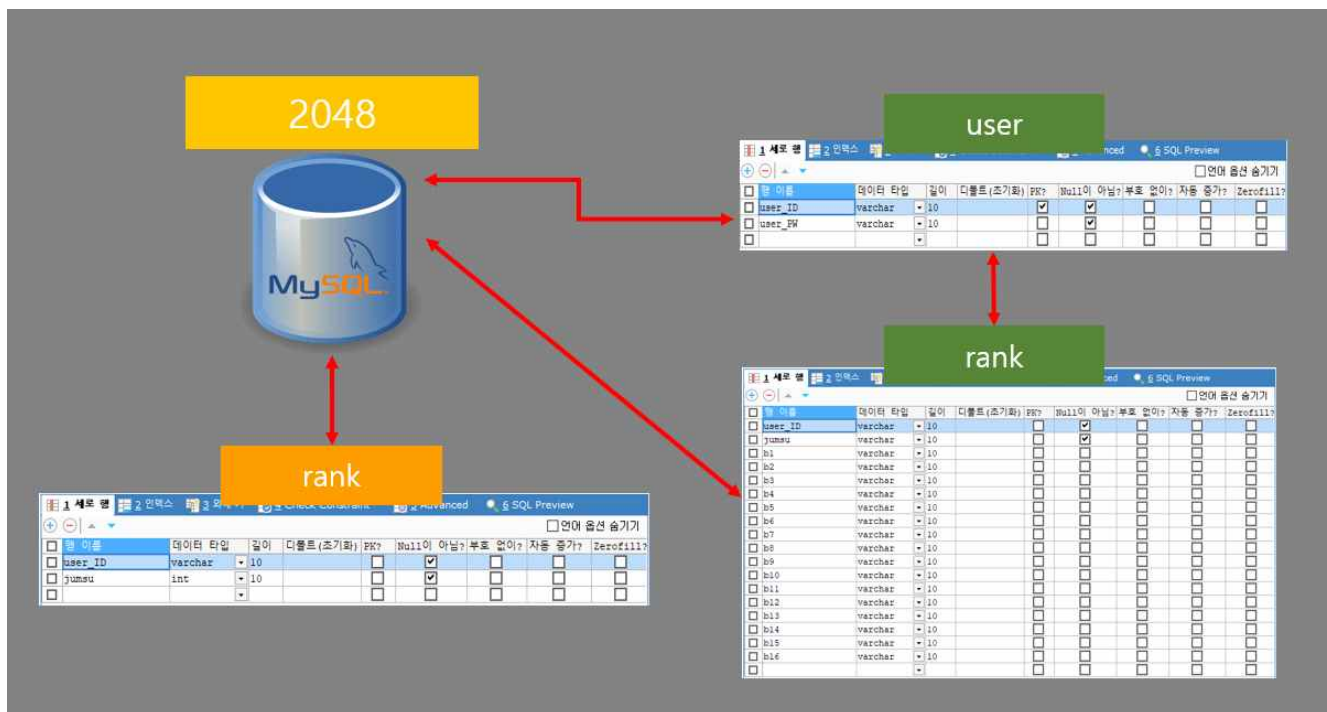 2048
MySQL
user
1 세로 행 2 인덱스 6 SQL Preview
언어 옵션 숨기기
행 이름 데이터 타입 길이 디폴트(초기화) PK? Null이 아님? 부호 없이? 자동 증가? Zerofill?
user_ID varchar 10
user_PW varchar 10
rank
1 세로 행 2 인덱스 6 SQL Preview
언어 옵션 숨기기
행 이름 데이터 타입 길이 디폴트(초기화) PK? Null이 아님? 부호 없이? 자동 증가? Zerofill?
user_ID varchar 10
jumsu varchar 10
b1 varchar 10
b2 varchar 10
b3 varchar 10
b4 varchar 10
b5 varchar 10
b6 varchar 10
b7 varchar 10
b8 varchar 10
b9 varchar 10
b10 varchar 10
b11 varchar 10
b12 varchar 10
b13 varchar 10
b14 varchar 10
b15 varchar 10
b16 varchar 10
rank
1 세로 행 2 인덱스 3 Check Constraint Advanced 6 SQL Preview
언어 옵션 숨기기
행 이름 데이터 타입 길이 디폴트(초기화) PK? Null이 아님? 부호 없이? 자동 증가? Zerofill?
user_ID varchar 10
jumsu int 10